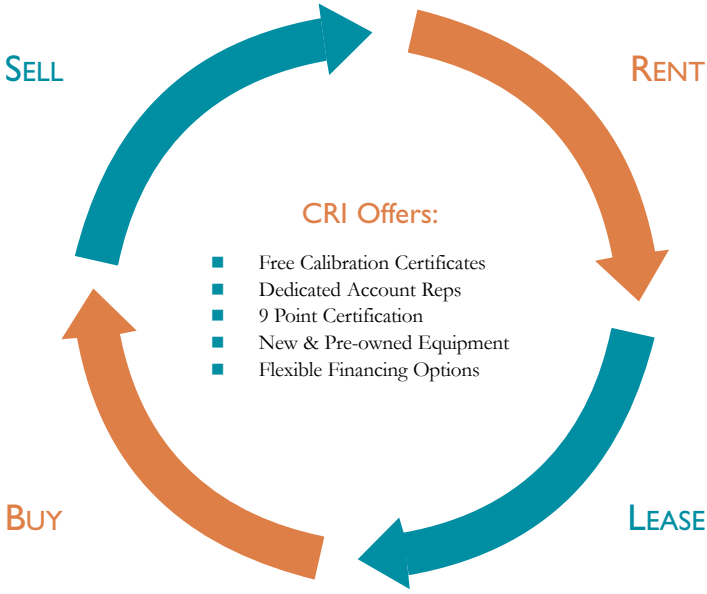 SELL
RENT
CRI Offers:
Free Calibration Certificates
Dedicated Account Reps
9 Point Certification
New & Pre-owned Equipment
Flexible Financing Options
BUY
LEASE